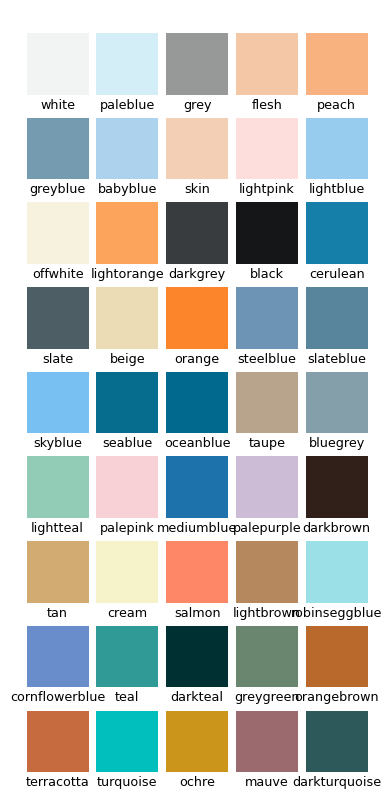 white paleblue grey flesh peach
greyblue babyblue skin lightpink lightblue
offwhite lightorange darkgrey black cerulean
slate beige orange steelblue slateblue
skyblue seablue oceanblue taupe bluegrey
lightteal palepink mediumblue palepurple darkbrown
tan cream salmon lightbrown robinseggblue
cornflowerblue teal darkteal greygreen orangebrown
terracotta turquoise ochre mauve darkturquoise